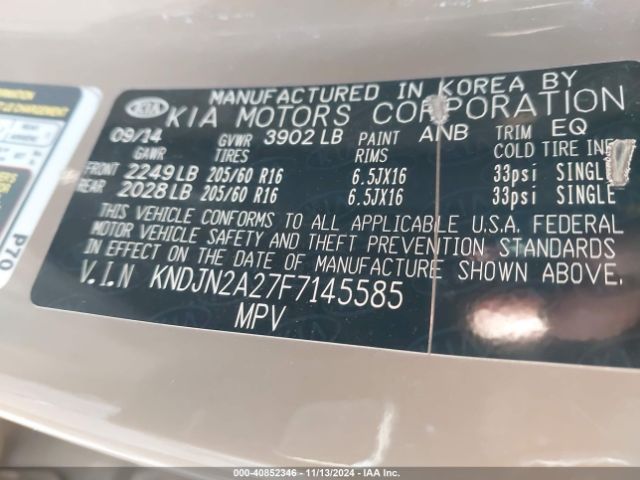 MANUFACTURED IN KOREA BY
KIA KIA MOTORS CORPORATION
09/14 GVWR 3902 LB PAINT ANB TRIM EQ
GAWR TIRES RIMS COLD TIRE INF
FRONT 2249 LB 205/60 R16 6.5JX16 33psi SINGLE
REAR 2028 LB 205/60 R16 6.5JX16 33psi SINGLE
THIS VEHICLE CONFORMS TO ALL APPLICABLE U.S.A. FEDERAL
MOTOR VEHICLE SAFETY AND THEFT PREVENTION STANDARDS
IN EFFECT ON THE DATE OF MANUFACTURE SHOWN ABOVE.
V.I.N KNDJN2A27F7145585
MPV
P70
000-40852346 - 11/13/2024 - IAA Inc.